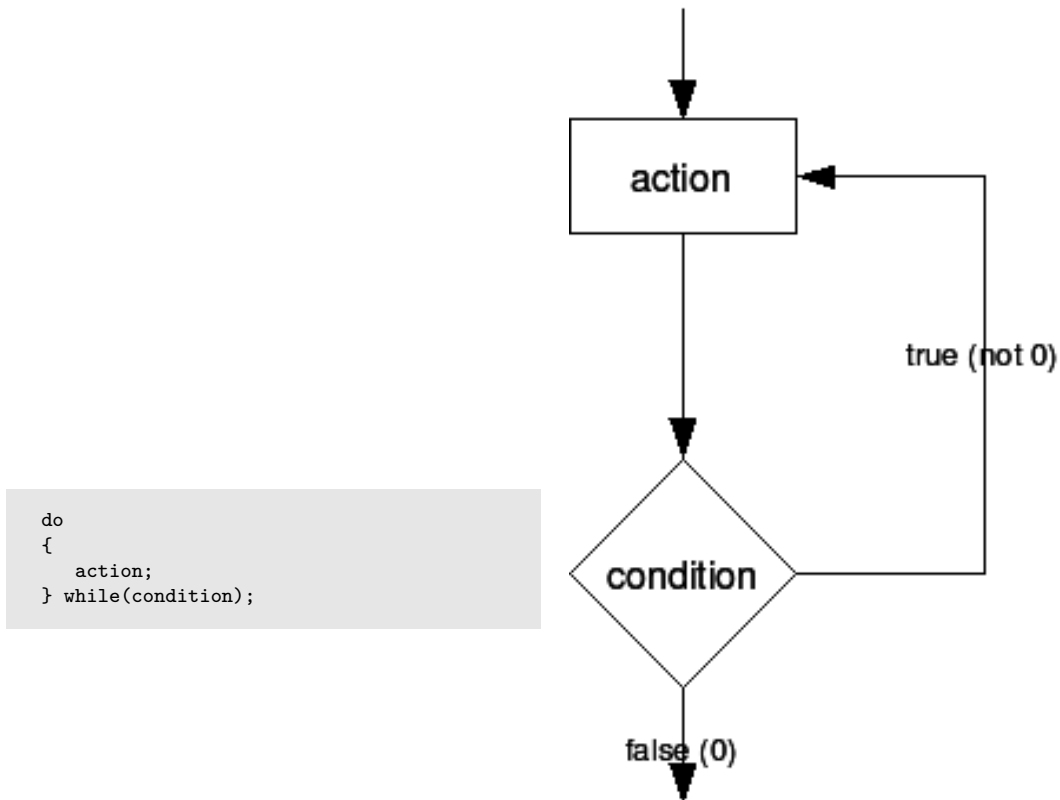 do
{
action;
} while(condition);
action
true (not 0)
condition
false (0)